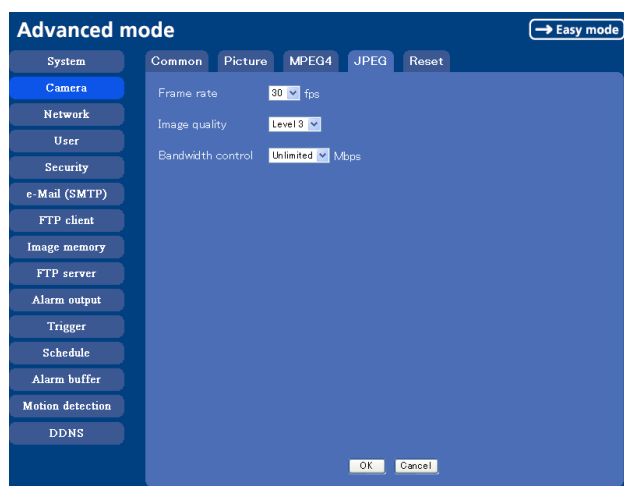 Advanced mode
→ Easy mode
System
Camera
Network
User
Security
e-Mail (SMTP)
FTP client
Image memory
FTP server
Alarm output
Trigger
Schedule
Alarm buffer
Motion detection
DDNS
Common Picture MPEG4 JPEG Reset
Frame rate 30 fps
Image quality Level 3
Bandwidth control Unlimited Mbps
OK Cancel